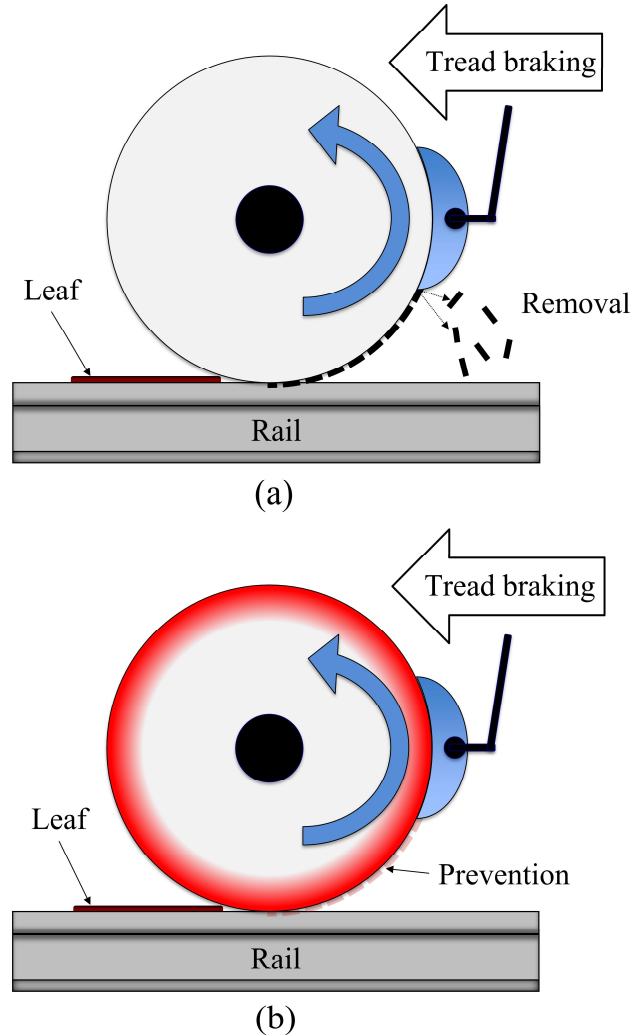 Tread braking
Leaf
Removal
Rail
(a)
Tread braking
Leaf
Prevention
Rail
(b)